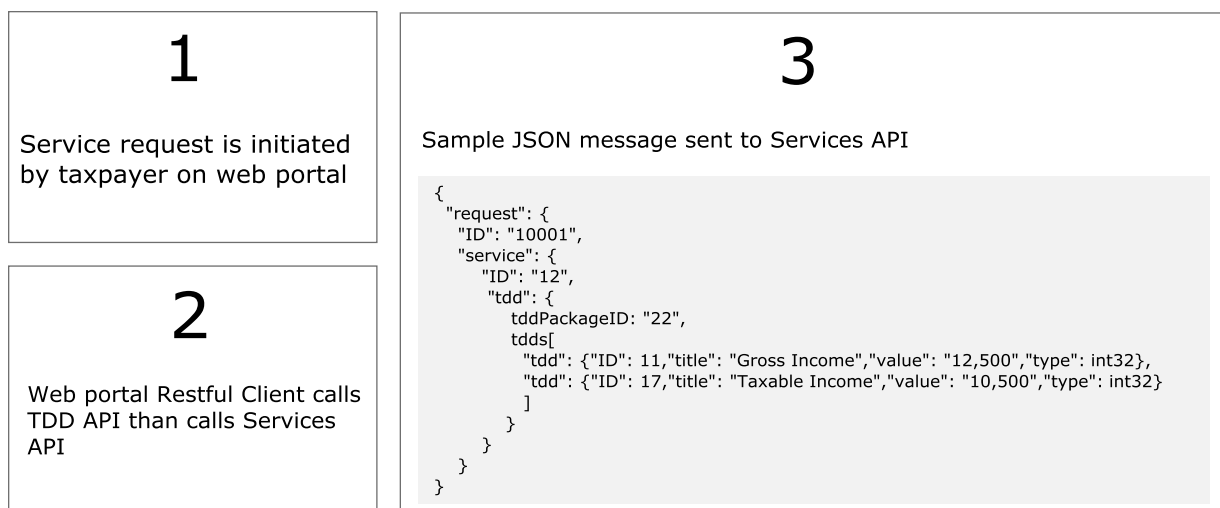 1
Service request is initiated
by taxpayer on web portal
2
Web portal Restful Client calls
TDD API than calls Services
API
3
Sample JSON message sent to Services API
{
"request": {
"ID": "10001",
"service": {
"ID": "12",
"tdd": {
tddPackageID: "22",
tdds[
"tdd": {"ID": 11,"title": "Gross Income","value": "12,500","type": int32},
"tdd": {"ID": 17,"title": "Taxable Income","value": "10,500","type": int32}
]
}
}
}
}